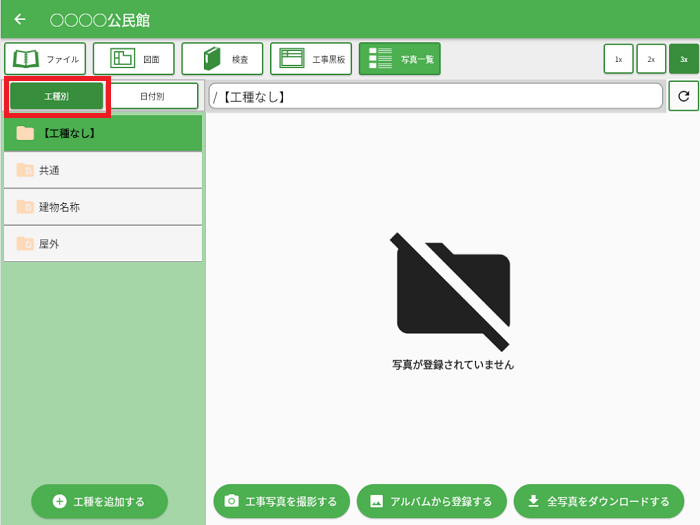 ○○○○公民館
ファイル 図面 検査 工事黒板 写真一覧 1x 2x 3x
工種別 日付別 /【工種なし】
【工種なし】
共通
建物名称
屋外
写真が登録されていません
工種を追加する 工事写真を撮影する アルバムから登録する 全写真をダウンロードする